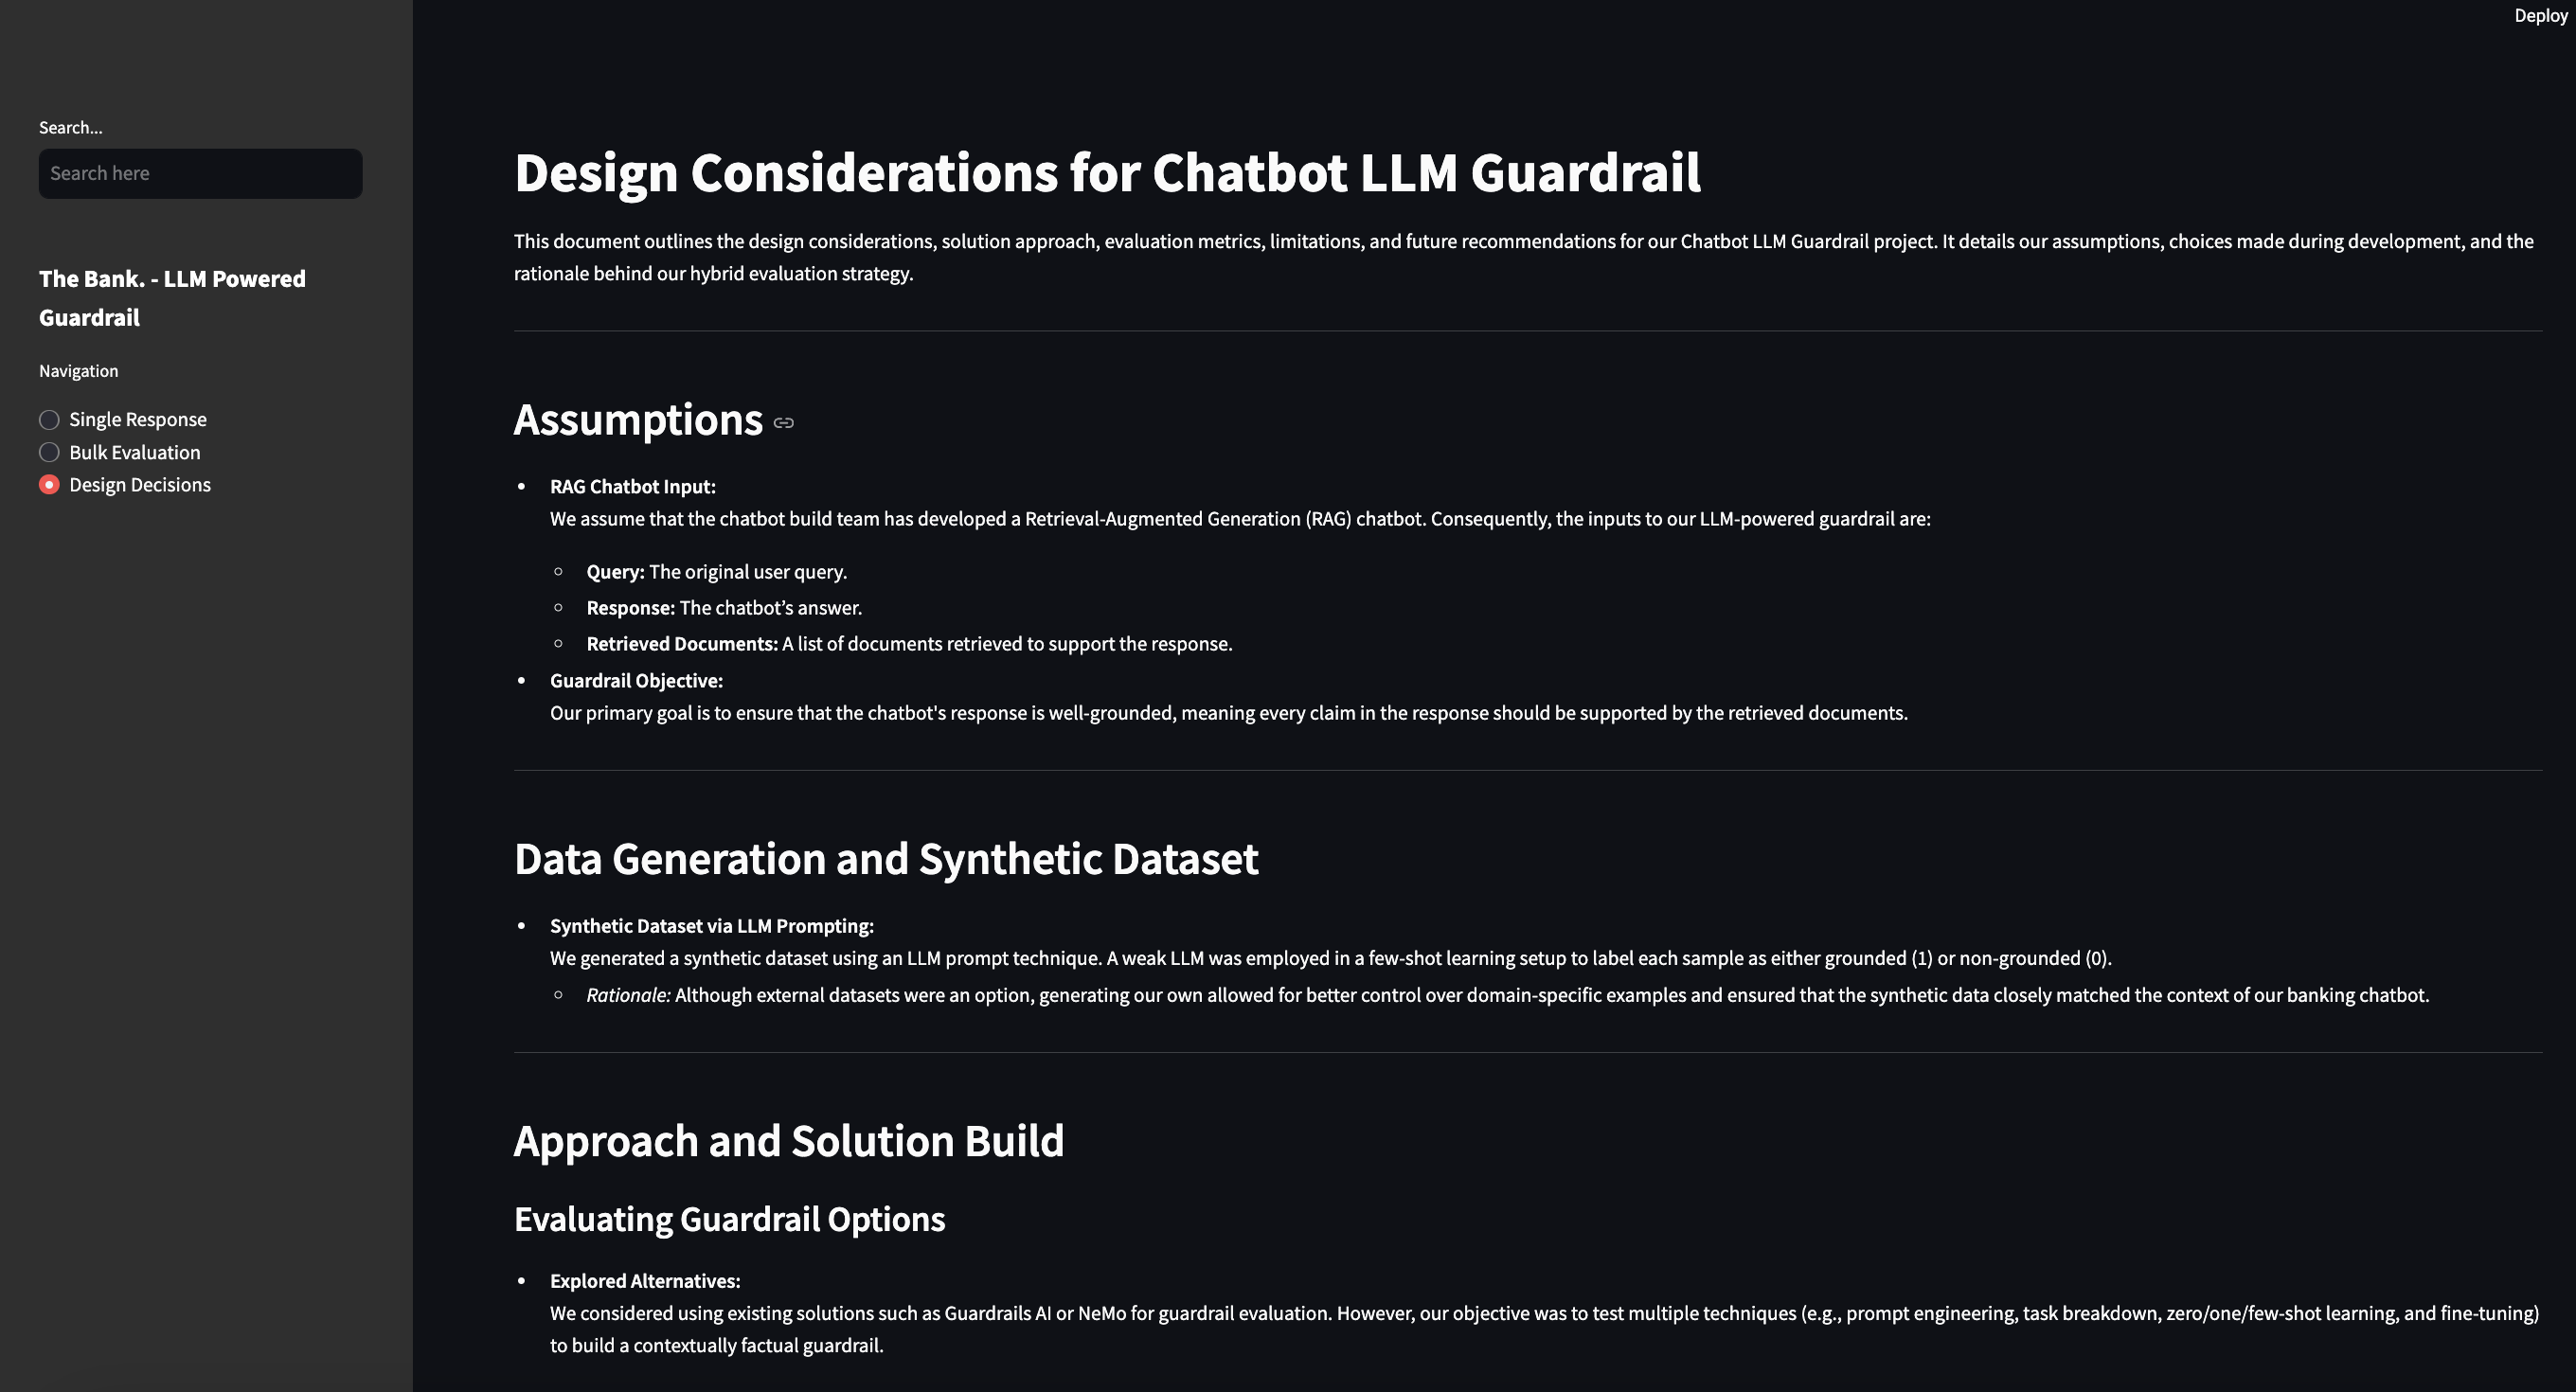 Deploy
Search...
Search here
The Bank. - LLM Powered
Guardrail
Navigation
Single Response
Bulk Evaluation
Design Decisions
Design Considerations for Chatbot LLM Guardrail
This document outlines the design considerations, solution approach, evaluation metrics, limitations, and future recommendations for our Chatbot LLM Guardrail project. It details our assumptions, choices made during development, and the
rationale behind our hybrid evaluation strategy.
Assumptions
• RAG Chatbot Input:
We assume that the chatbot build team has developed a Retrieval-Augmented Generation (RAG) chatbot. Consequently, the inputs to our LLM-powered guardrail are:
◦ Query: The original user query.
◦ Response: The chatbot’s answer.
◦ Retrieved Documents: A list of documents retrieved to support the response.
• Guardrail Objective:
Our primary goal is to ensure that the chatbot's response is well-grounded, meaning every claim in the response should be supported by the retrieved documents.
Data Generation and Synthetic Dataset
• Synthetic Dataset via LLM Prompting:
We generated a synthetic dataset using an LLM prompt technique. A weak LLM was employed in a few-shot learning setup to label each sample as either grounded (1) or non-grounded (0).
◦ Rationale: Although external datasets were an option, generating our own allowed for better control over domain-specific examples and ensured that the synthetic data closely matched the context of our banking chatbot.
Approach and Solution Build
Evaluating Guardrail Options
• Explored Alternatives:
We considered using existing solutions such as Guardrails AI or NeMo for guardrail evaluation. However, our objective was to test multiple techniques (e.g., prompt engineering, task breakdown, zero/one/few-shot learning, and fine-tuning)
to build a contextually factual guardrail.